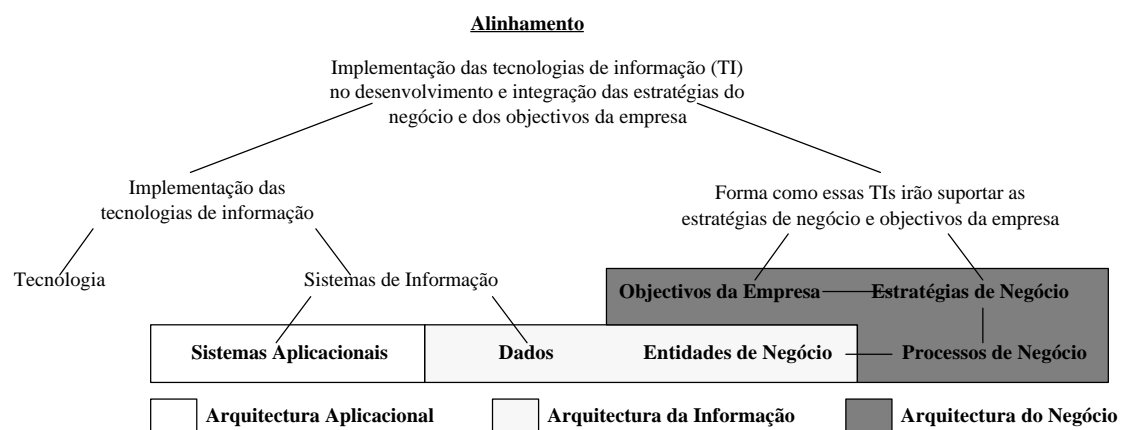 Alinhamento
Implementação das tecnologias de informação (TI)
no desenvolvimento e integração das estratégias do
negócio e dos objectivos da empresa
Implementação das
tecnologias de informação
Forma como essas TIs irão suportar as
estratégias de negócio e objectivos da empresa
Tecnologia
Sistemas de Informação
Objectivos da Empresa
Estratégias de Negócio
Sistemas Aplicacionais
Dados
Entidades de Negócio
Processos de Negócio
Arquitectura Aplicacional
Arquitectura da Informação
Arquitectura do Negócio